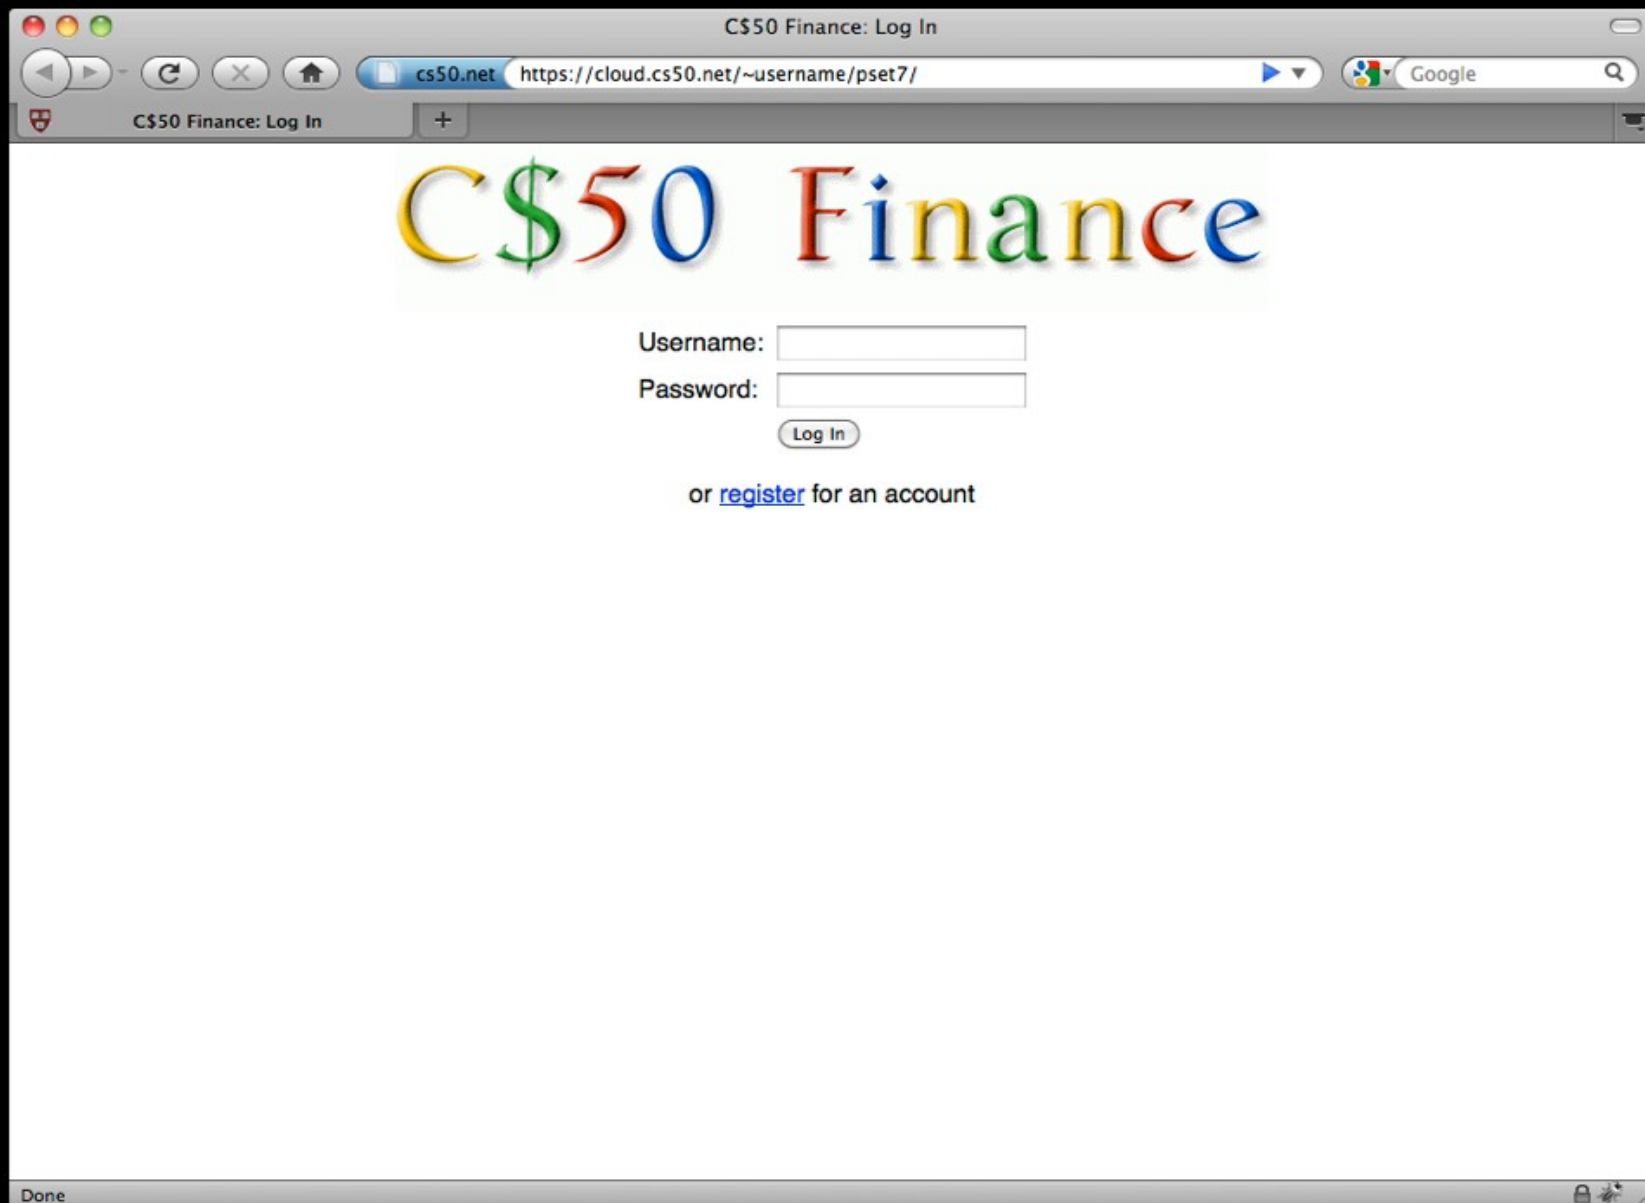 C$50 Finance: Log In
cs50.net https://cloud.cs50.net/~username/pset7/ Google
C$50 Finance: Log In +
C$50 Finance
Username:
Password:
Log In
or register for an account
Done